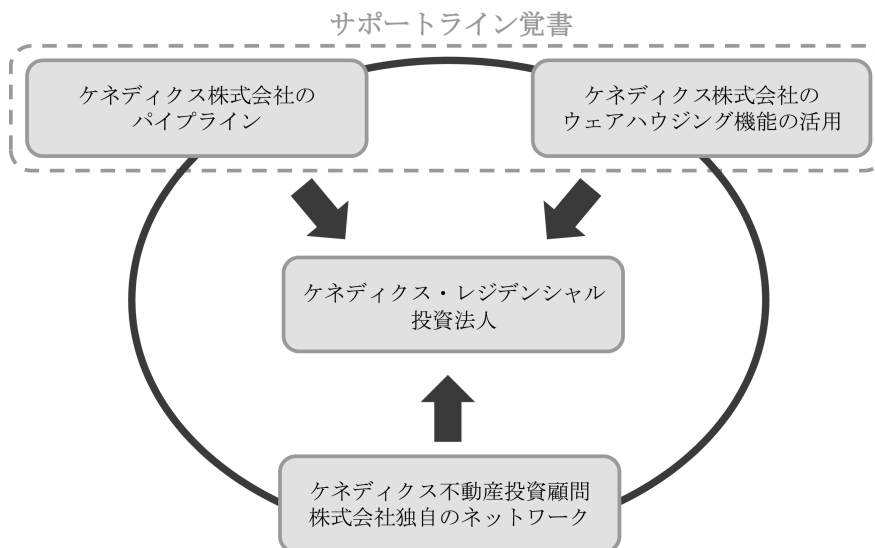 サポートライン覚書
ケネディクス株式会社の
パイプライン
ケネディクス株式会社の
ウェアハウジング機能の活用
ケネディクス・レジデンシャル
投資法人
ケネディクス不動産投資顧問
株式会社独自のネットワーク